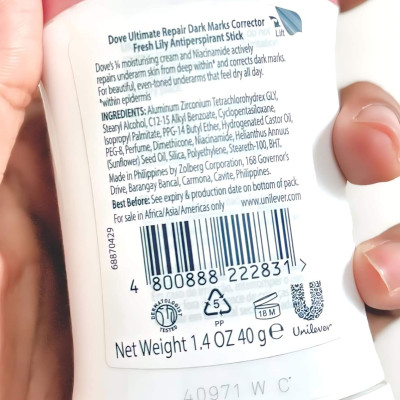 Dove Ultimate Repair Dark Marks Corrector
Fresh Lily Antiperspirant Stick
Lift
Dove's ¼ moisturising cream and Niacinamide actively
repairs underarm skin from deep within* and corrects dark marks.
For beautiful, even-toned underarms that feel dry all day.
*within epidermis
INGREDIENTS: Aluminum Zirconium Tetrachlorohydrex GLY,
Stearyl Alcohol, C12-15 Alkyl Benzoate, Cyclopentasiloxane,
Isopropyl Palmitate, PPG-14 Butyl Ether, Hydrogenated Castor Oil,
PEG-8, Perfume, Dimethicone, Niacinamide, Helianthus Annuus
(Sunflower) Seed Oil, Silica, Polyethylene, Steareth-100, BHT.
Made in Philippines by Zolberg Corporation, 168 Governor's
Drive, Barangay Bancal, Carmona, Cavite, Philippines.
Best Before: See expiry & production date on bottom of pack.
For sale in Africa/Asia/Americas only www.unilever.com
68870429
4 800888 222831 >
DERMATOLOGIST
TESTED
5
PP
18 M
Unilever
Net Weight 1.4 OZ 40 g e
40971 W C